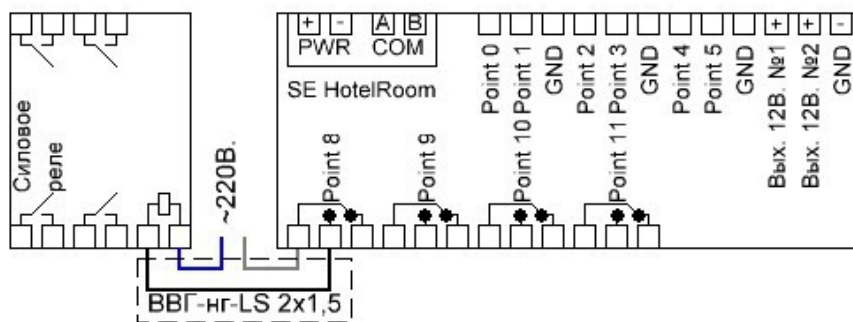 + - A B
PWR COM
SE HotelRoom
Point 0
Point 1
GND
Point 2
Point 3
GND
Point 4
Point 5
GND
+ Вых. 12В. №1
+ Вых. 12В. №2
- GND
Силовое
реле
~220В.
Point 8
Point 9
Point 10
Point 11
ВВГ-нг-LS 2х1,5